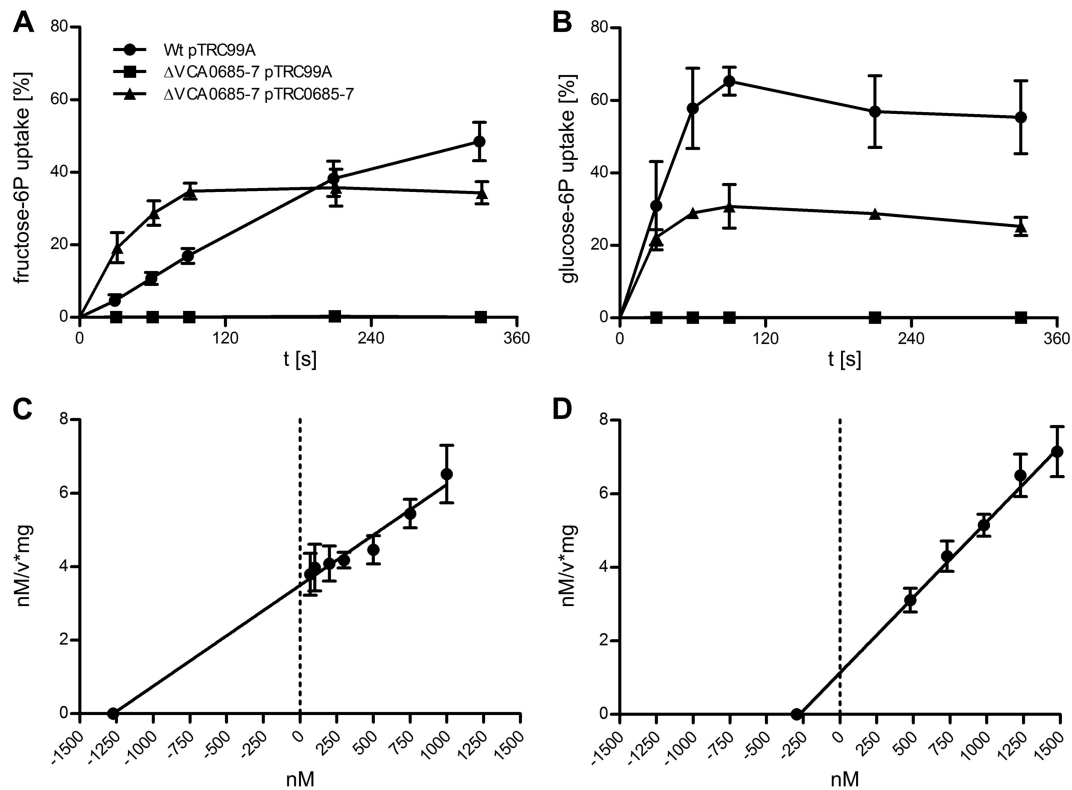 A
B
80
60
40
20
0
fructose-6P uptake [%]
Wt pTRC99A
ΔVCA0685-7 pTRC99A
ΔVCA0685-7 pTRC0685-7
0 120 240 360
t [s]
80
60
40
20
0
glucose-6P uptake [%]
0 120 240 360
t [s]
C
D
8
6
4
2
0
nM/v*mg
-1500 -1250 -1000 -750 -500 -250 0 250 500 750 1000 1250 1500
nM
8
6
4
2
0
nM/v*mg
-1500 -1250 -1000 -750 -500 -250 0 250 500 750 1000 1250 1500
nM